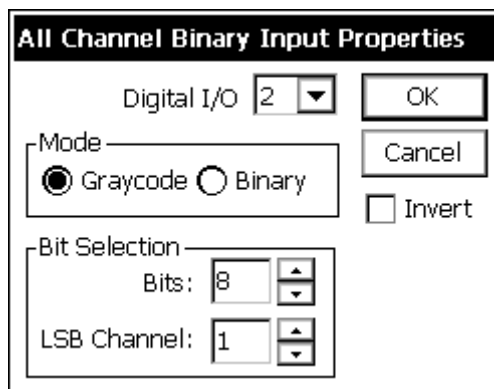 All Channel Binary Input Properties
Digital I/O 2
OK
Mode
Cancel
Graycode Binary
Invert
Bit Selection
Bits: 8
LSB Channel: 1